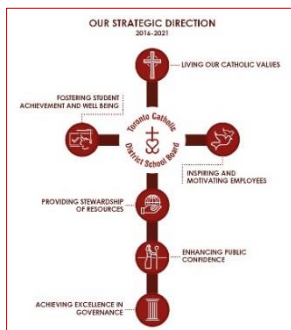 OUR STRATEGIC DIRECTION
2016-2021
LIVING OUR CATHOLIC VALUES
FOSTERING STUDENT
ACHIEVEMENT AND WELL BEING
Toronto Catholic
District School Board
INSPIRING AND
MOTIVATING EMPLOYEES
PROVIDING STEWARDSHIP
OF RESOURCES
ENHANCING PUBLIC
CONFIDENCE
ACHIEVING EXCELLENCE IN
GOVERNANCE